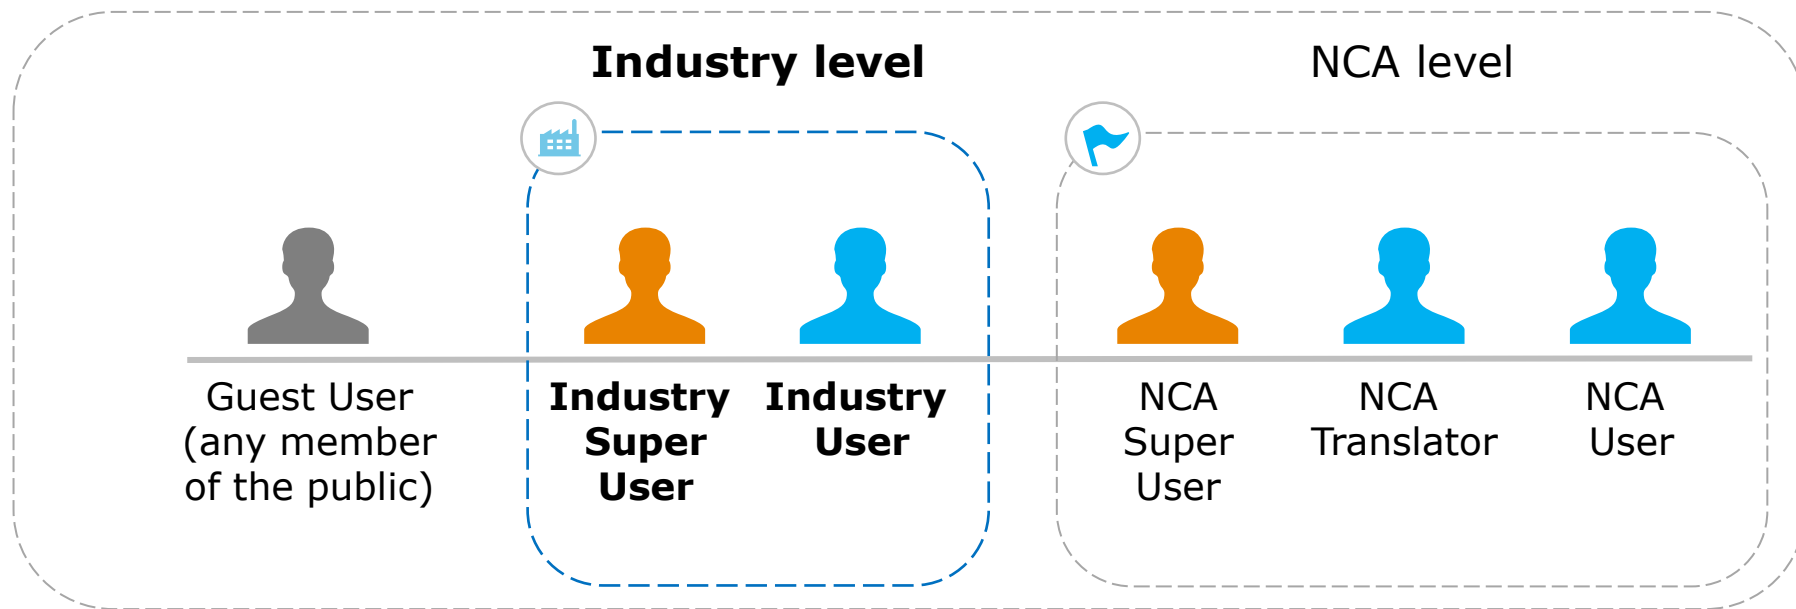 Industry level
NCA level
Guest User
(any member
of the public)
Industry
Super
User
Industry
User
NCA
Super
User
NCA
Translator
NCA
User